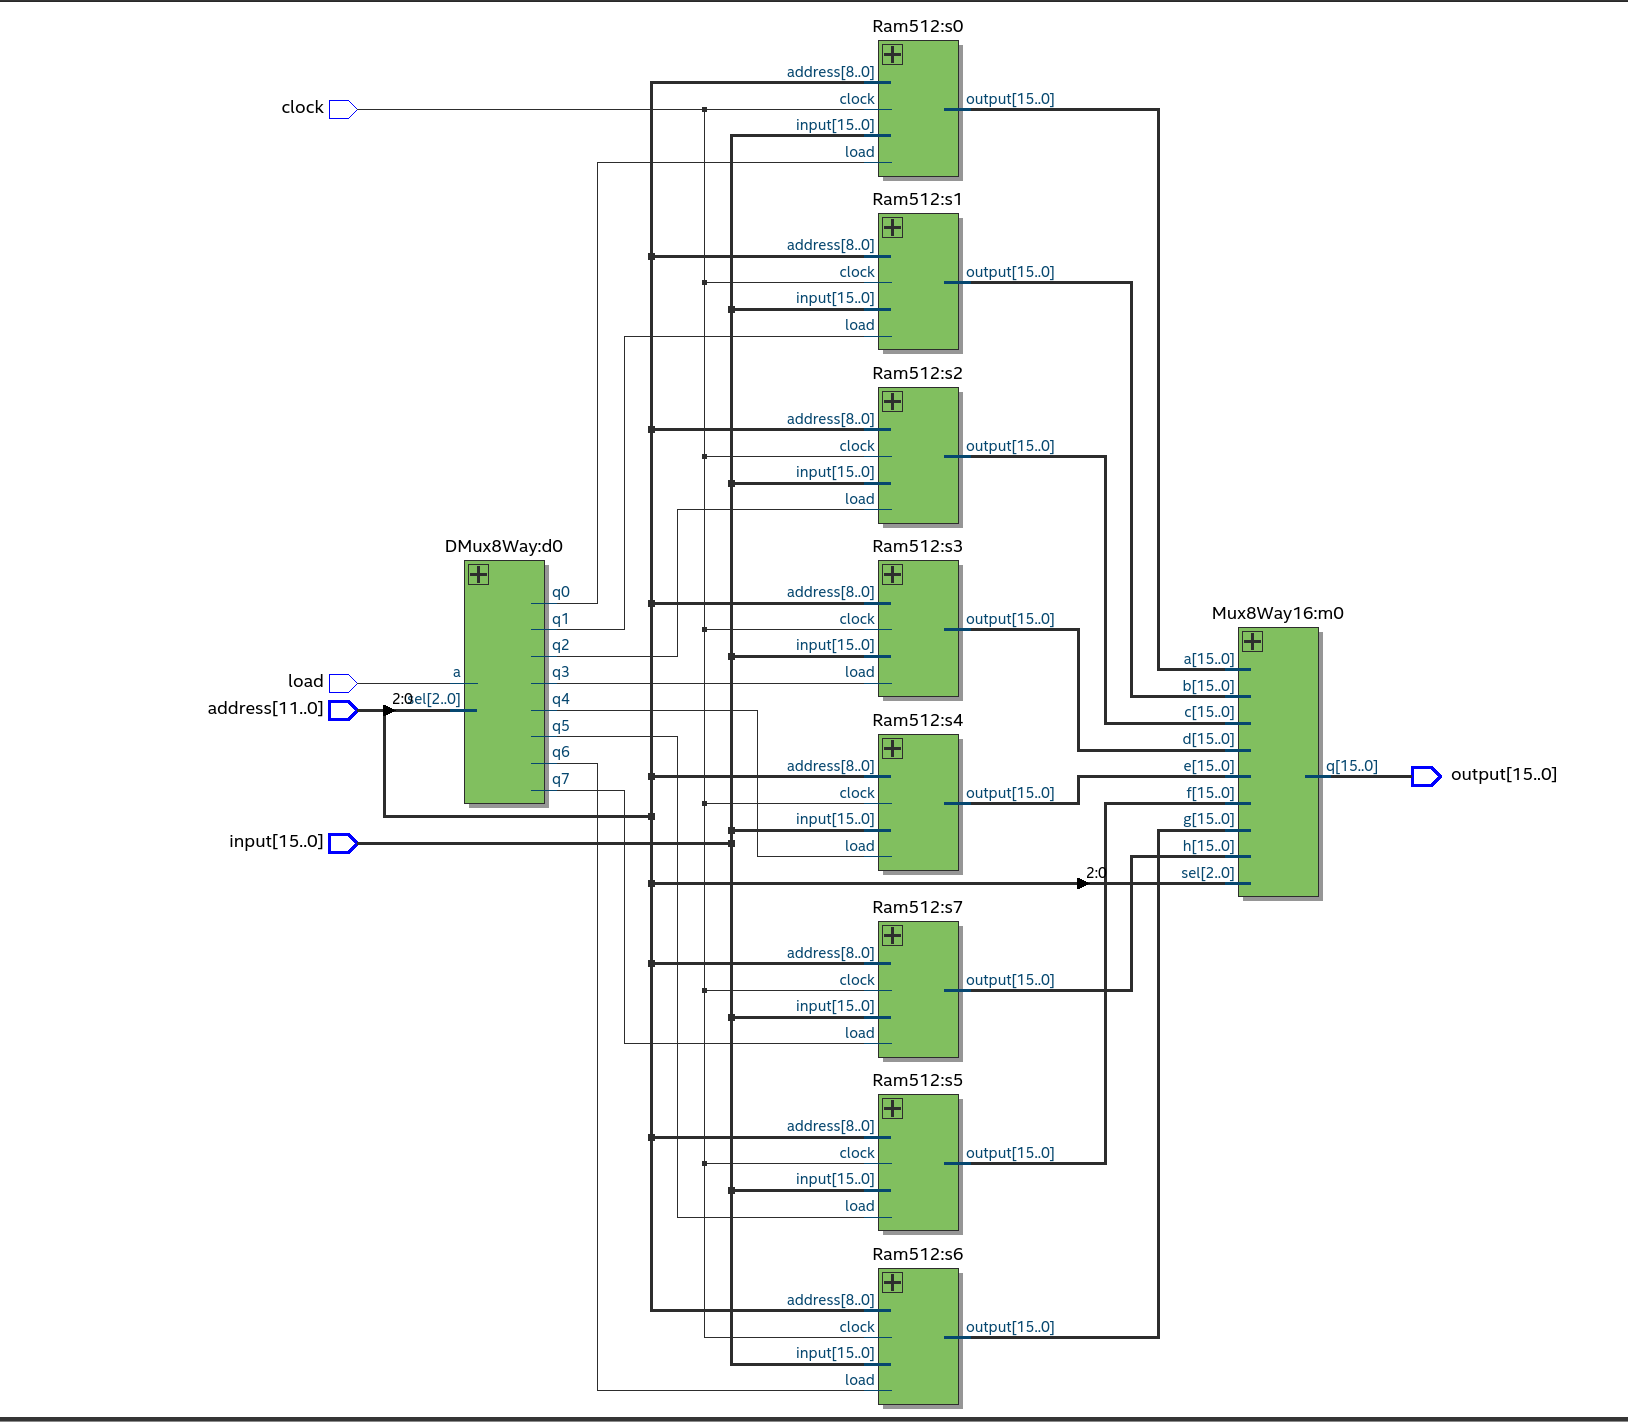 Ram512:s0
address[8..0]
clock
input[15..0]
load
output[15..0]
clock
Ram512:s1
address[8..0]
clock
input[15..0]
load
output[15..0]
Ram512:s2
address[8..0]
clock
input[15..0]
load
output[15..0]
DMux8Way:d0
q0
q1
q2
q3
q4
q5
q6
q7
a
2:0
sel[2..0]
load
address[11..0]
input[15..0]
Ram512:s3
address[8..0]
clock
input[15..0]
load
output[15..0]
Mux8Way16:m0
a[15..0]
b[15..0]
c[15..0]
d[15..0]
e[15..0]
f[15..0]
g[15..0]
h[15..0]
sel[2..0]
2:0
q[15..0]
output[15..0]
Ram512:s4
address[8..0]
clock
input[15..0]
load
output[15..0]
Ram512:s7
address[8..0]
clock
input[15..0]
load
output[15..0]
Ram512:s5
address[8..0]
clock
input[15..0]
load
output[15..0]
Ram512:s6
address[8..0]
clock
input[15..0]
load
output[15..0]